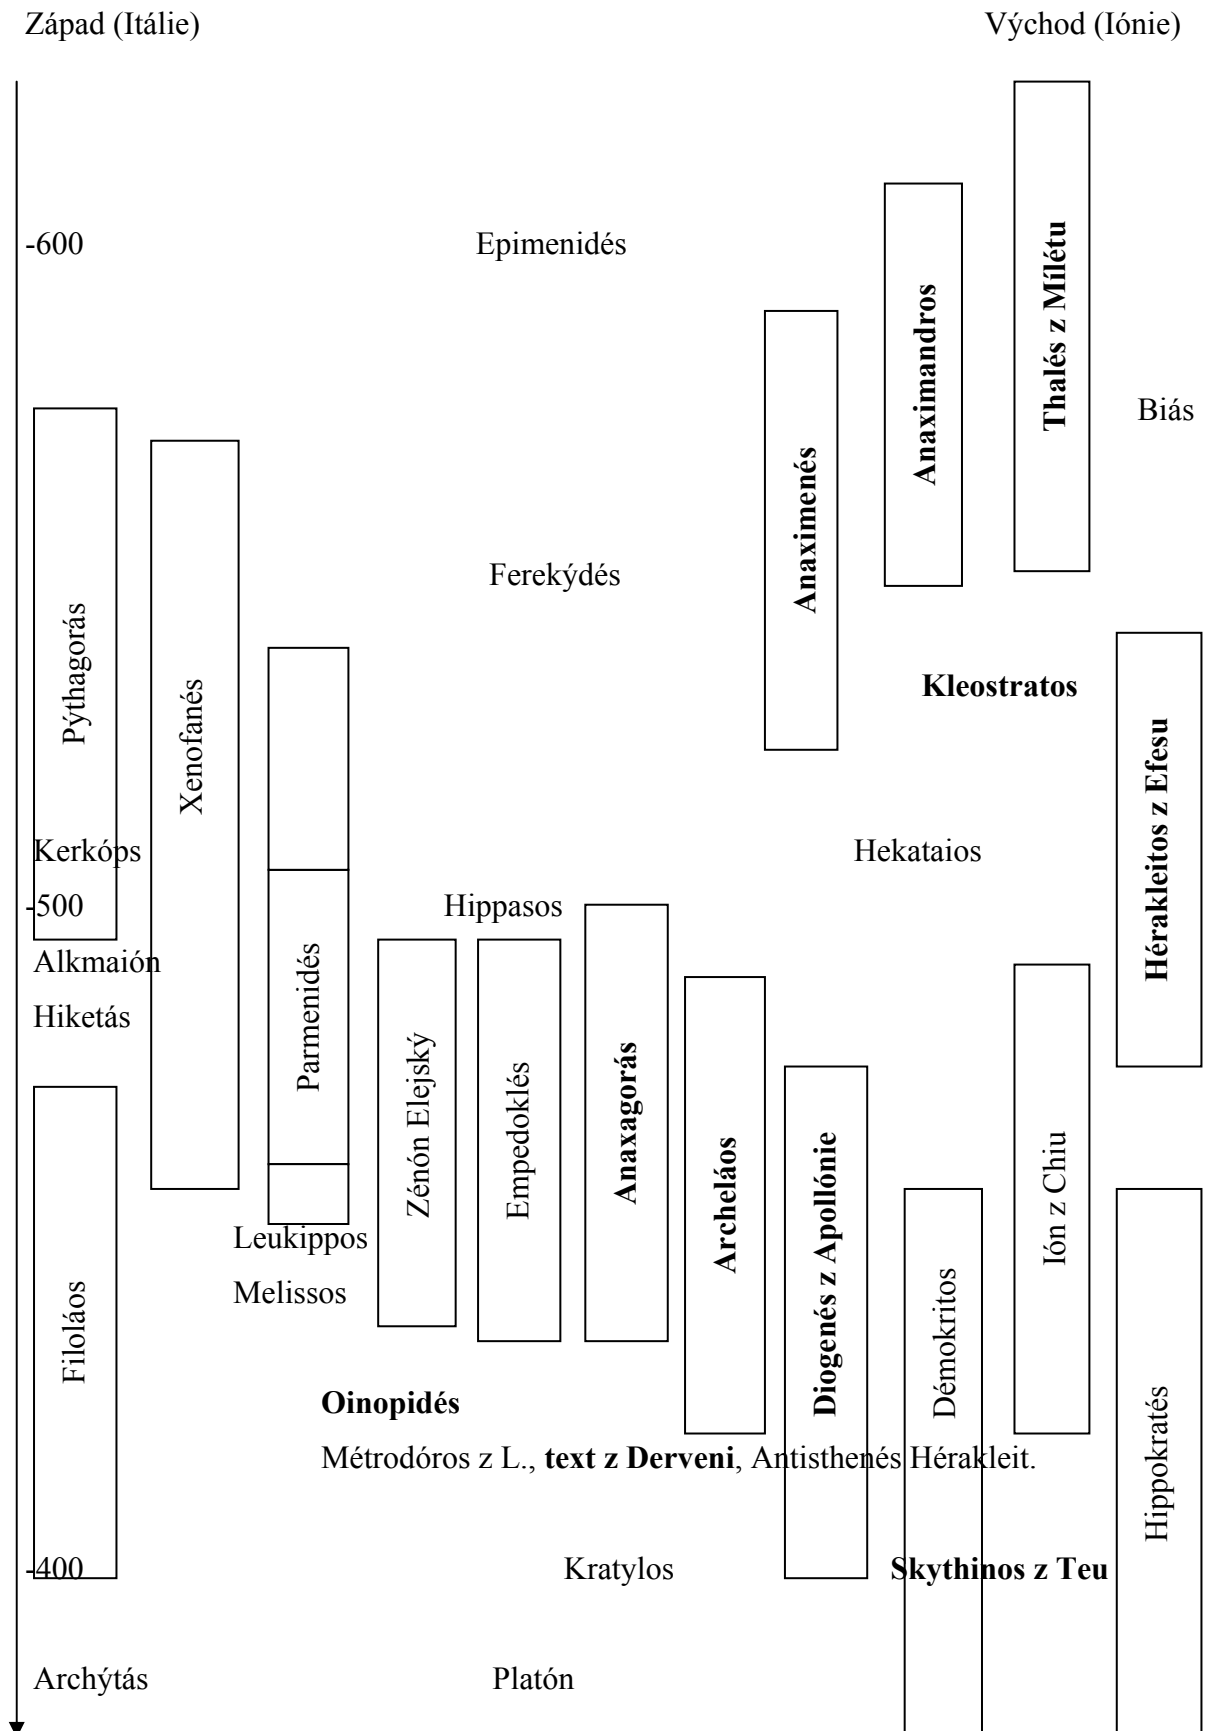 Západ (Itálie)
Východ (Iónie)
-600
Epimenidés
Thalés z Mílétu
Anaximandros
Biás
Anaximenés
Ferekýdés
Pýthagorás
Xenofanés
Kleostratos
Hérakleitos z Efesu
Kerkóps
Hekataios
-500
Hippasos
Alkmaión
Hiketás
Parmenidés
Zénón Elejský
Empedoklés
Anaxagorás
Archeláos
Diogenés z Apollónie
Ión z Chiu
Leukippos
Melissos
Filoláos
Démokritos
Hippokratés
Oinopidés
Métrodóros z L., text z Derveni, Antisthenés Hérakleit.
-400
Kratylos
Skythinos z Teu
Archýtás
Platón